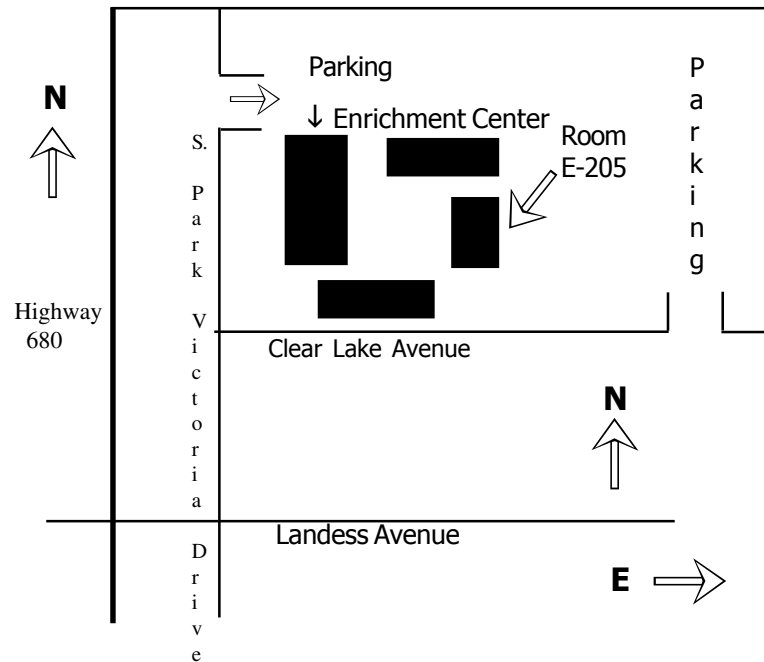 Parking
Parking
N
↓ Enrichment Center
Room
E-205
S. Park Victoria Drive
Highway
680
Clear Lake Avenue
N
Landess Avenue
E